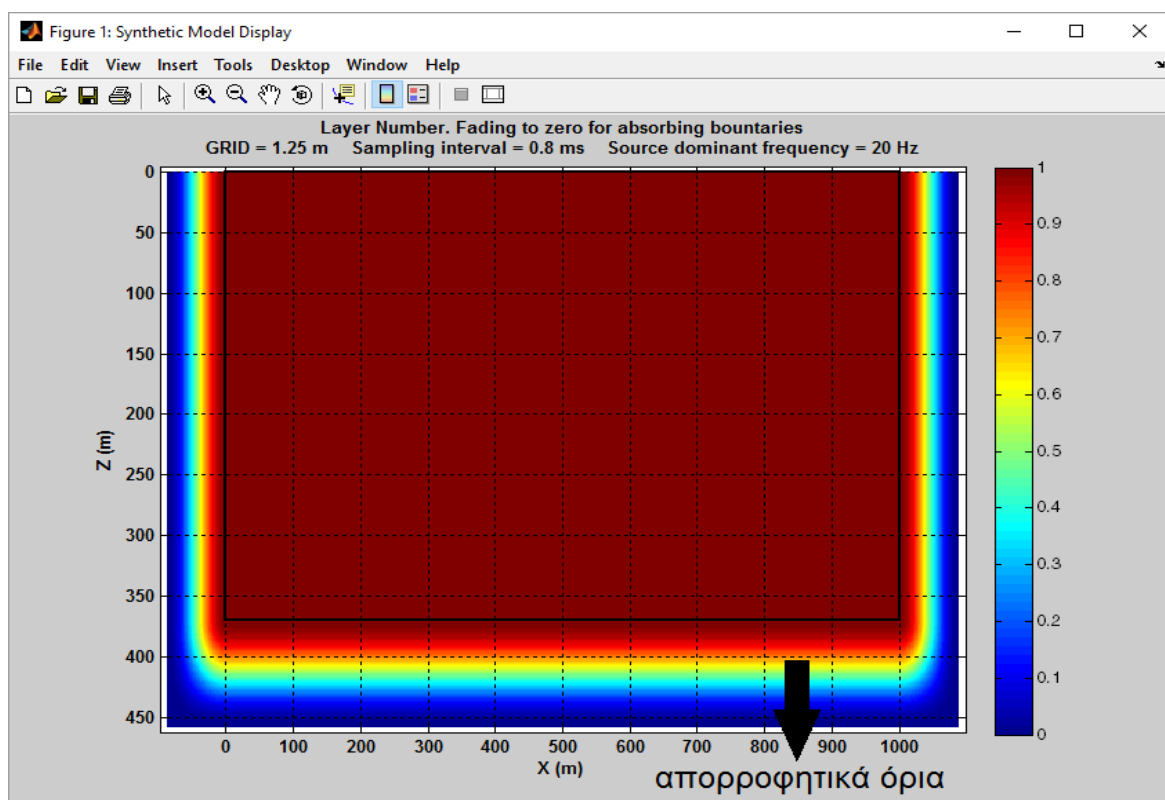 Figure 1: Synthetic Model Display
File Edit View Insert Tools Desktop Window Help
Layer Number. Fading to zero for absorbing bountaries
GRID = 1.25 m Sampling interval = 0.8 ms Source dominant frequency = 20 Hz
0
50
100
150
200
250
300
350
400
450
Z (m)
0 100 200 300 400 500 600 700 800 900 1000
X (m)
1
0.9
0.8
0.7
0.6
0.5
0.4
0.3
0.2
0.1
0
απορροφητικά όρια